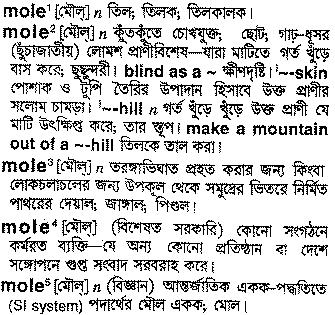 mole¹ [মৌল্] n তিল, তিলক, তিলকালক।
mole² [মৌল্] n কুঁতকুঁতে চোখযুক্ত, ছোট, গাঢ়-ধূসর
(ছুঁচাজাতীয়) লোমশ প্রাণীবিশেষ—যারা মাটিতে গর্ত খুঁড়ে
বাস করে; ছুছুন্দরী। blind as a ~ ক্ষীণদৃষ্টি। ~-skin
পোশাক ও টুপি তৈরির উপাদান হিসাবে উক্ত প্রাণীর
সলোম চামড়া। ~-hill n গর্ত খুঁড়ে খুঁড়ে উক্ত প্রাণী যে
মাটি উৎক্ষিপ্ত করে; তার স্তূপ। make a mountain
out of a ~-hill তিলকে তাল করা।
mole³ [মৌল্] n তরঙ্গাভিঘাত প্রহত করার জন্য কিংবা
লোকচলাচলের জন্য উপকূল থেকে সমুদ্রের ভিতরে নির্মিত
পাথরের দেয়াল; জাঙ্গাল; পিণ্ডল।
mole⁴ [মৌল্] (বিশেষত সরকারি) কোনো সংগঠনে
কর্মরত ব্যক্তি—যে অন্য কোনো প্রতিষ্ঠান বা দেশে
সঙ্গোপনে গুপ্ত সংবাদ সরবরাহ করে।
mole⁵ [মৌল্] n (বিজ্ঞান) আন্তর্জাতিক একক-পদ্ধতিতে
(SI system) পদার্থের মৌল একক; মোল।